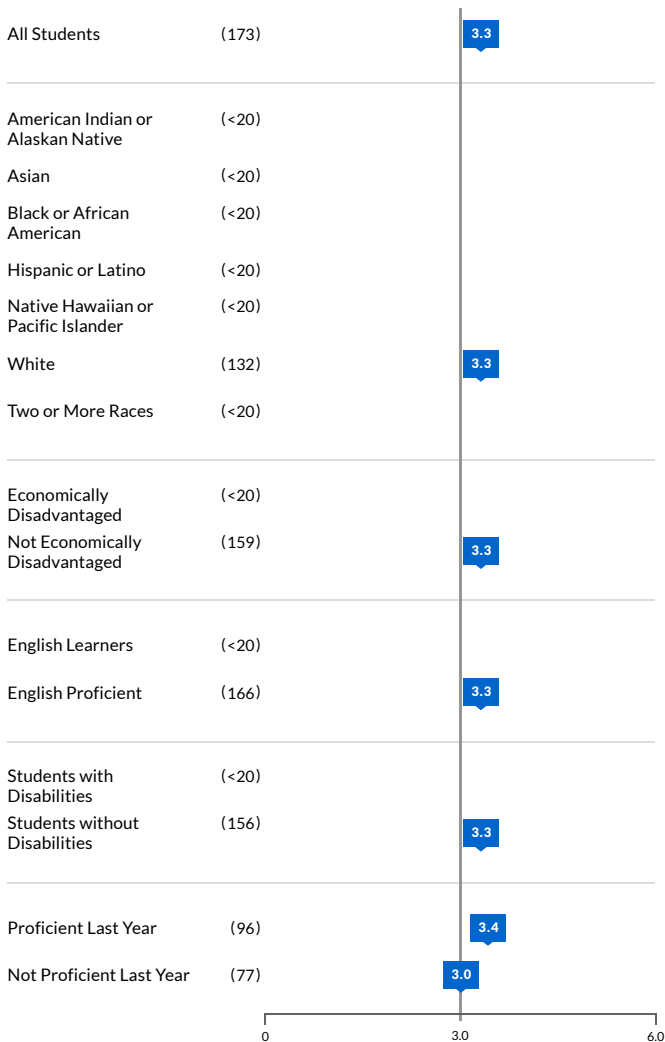 All Students (173) 3.3
American Indian or (<20)
Alaskan Native
Asian (<20)
Black or African (<20)
American
Hispanic or Latino (<20)
Native Hawaiian or (<20)
Pacific Islander
White (132) 3.3
Two or More Races (<20)
Economically (<20)
Disadvantaged
Not Economically (159) 3.3
Disadvantaged
English Learners (<20)
English Proficient (166) 3.3
Students with (<20)
Disabilities
Students without (156) 3.3
Disabilities
Proficient Last Year (96) 3.4
Not Proficient Last Year (77) 3.0
0 3.0 6.0